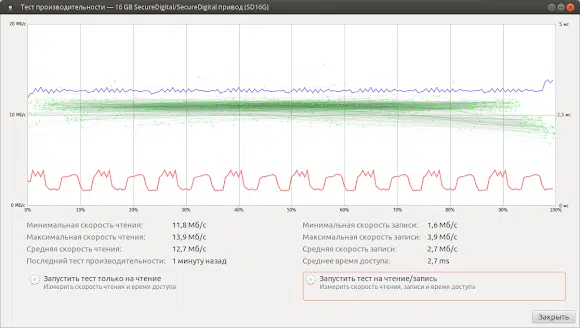 Тест производительности — 16 GB SecureDigital/SecureDigital привод (SD16G)
20 Мб/с
5 мс
10 Мб/с
2,5 мс
0 Мб/с
0 мс
0% 10% 20% 30% 40% 50% 60% 70% 80% 90% 100%
Минимальная скорость чтения: 11,8 Мб/с
Максимальная скорость чтения: 13,9 Мб/с
Средняя скорость чтения: 12,7 Мб/с
Последний тест производительности: 1 минуту назад
Минимальная скорость записи: 1,6 Мб/с
Максимальная скорость записи: 3,9 Мб/с
Средняя скорость записи: 2,7 Мб/с
Среднее время доступа: 2,7 ms
Запустить тест только на чтение
Измерить скорость чтения и время доступа
Запустить тест на чтение/запись
Измерить скорость чтения, записи и время доступа
Закрыть